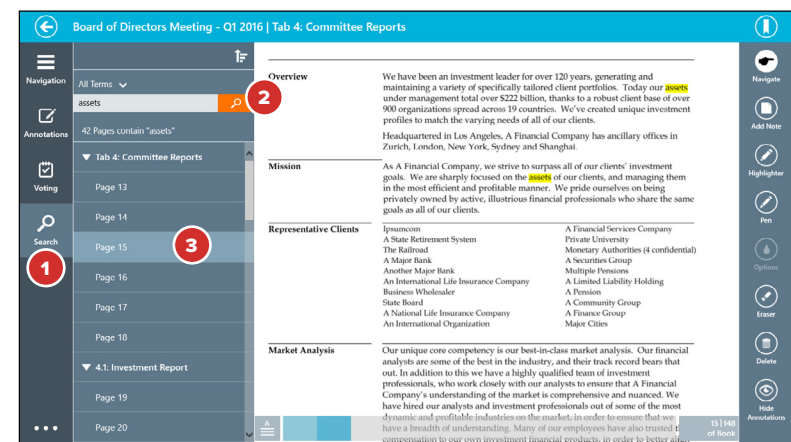 Board of Directors Meeting - Q1 2016 | Tab 4: Committee Reports
Navigation
Annotations
Voting
Search
1
All Terms
assets
2
42 Pages contain "assets"
Tab 4: Committee Reports
Page 13
Page 14
Page 15
3
Page 16
Page 17
Page 18
4.1: Investment Report
Page 19
Page 20
Overview
We have been an investment leader for over 120 years, generating and
maintaining a variety of specifically tailored client portfolios. Today our assets
under management total over $222 billion, thanks to a robust client base of over
900 organizations spread across 19 countries. We've created unique investment
profiles to match the varying needs of all of our clients.
Headquartered in Los Angeles, A Financial Company has ancillary offices in
Zurich, London, New York, Sydney and Shanghai.
Mission
As A Financial Company, we strive to surpass all of our clients' investment
goals. We are sharply focused on the assets of our clients, and managing them
in the most efficient and profitable manner. We pride ourselves on being
privately owned by active, illustrious financial professionals who share the same
goals as all of our clients.
Representative Clients
Ipsumcom
A State Retirement System
The Railroad
A Major Bank
Another Major Bank
An International Life Insurance Company
Business Wholesaler
State Board
A National Life Insurance Company
An International Organization
A Financial Services Company
Private University
Monetary Authorities (4 confidential)
A Securities Group
Multiple Pensions
A Limited Liability Holding
A Pension
A Community Group
A Finance Group
Major Cities
Market Analysis
Our unique core competency is our best-in-class market analysis. Our financial
analysts are some of the best in the industry, and their track record bears that
out. In addition to this we have a highly qualified team of investment
professionals, who work closely with our analysts to ensure that A Financial
Company's understanding of the market is comprehensive and nuanced. We
have hired our analysts and investment professionals out of some of the most
dynamic and profitable industries on the market, in order to ensure that we
have a breadth of understanding. Many of our employees have also trusted
compensation to our own investment financial products, in order to better
A
15|148
of Book
Navigate
Add Note
Highlighter
Pen
Options
Eraser
Delete
Hide
Annotations